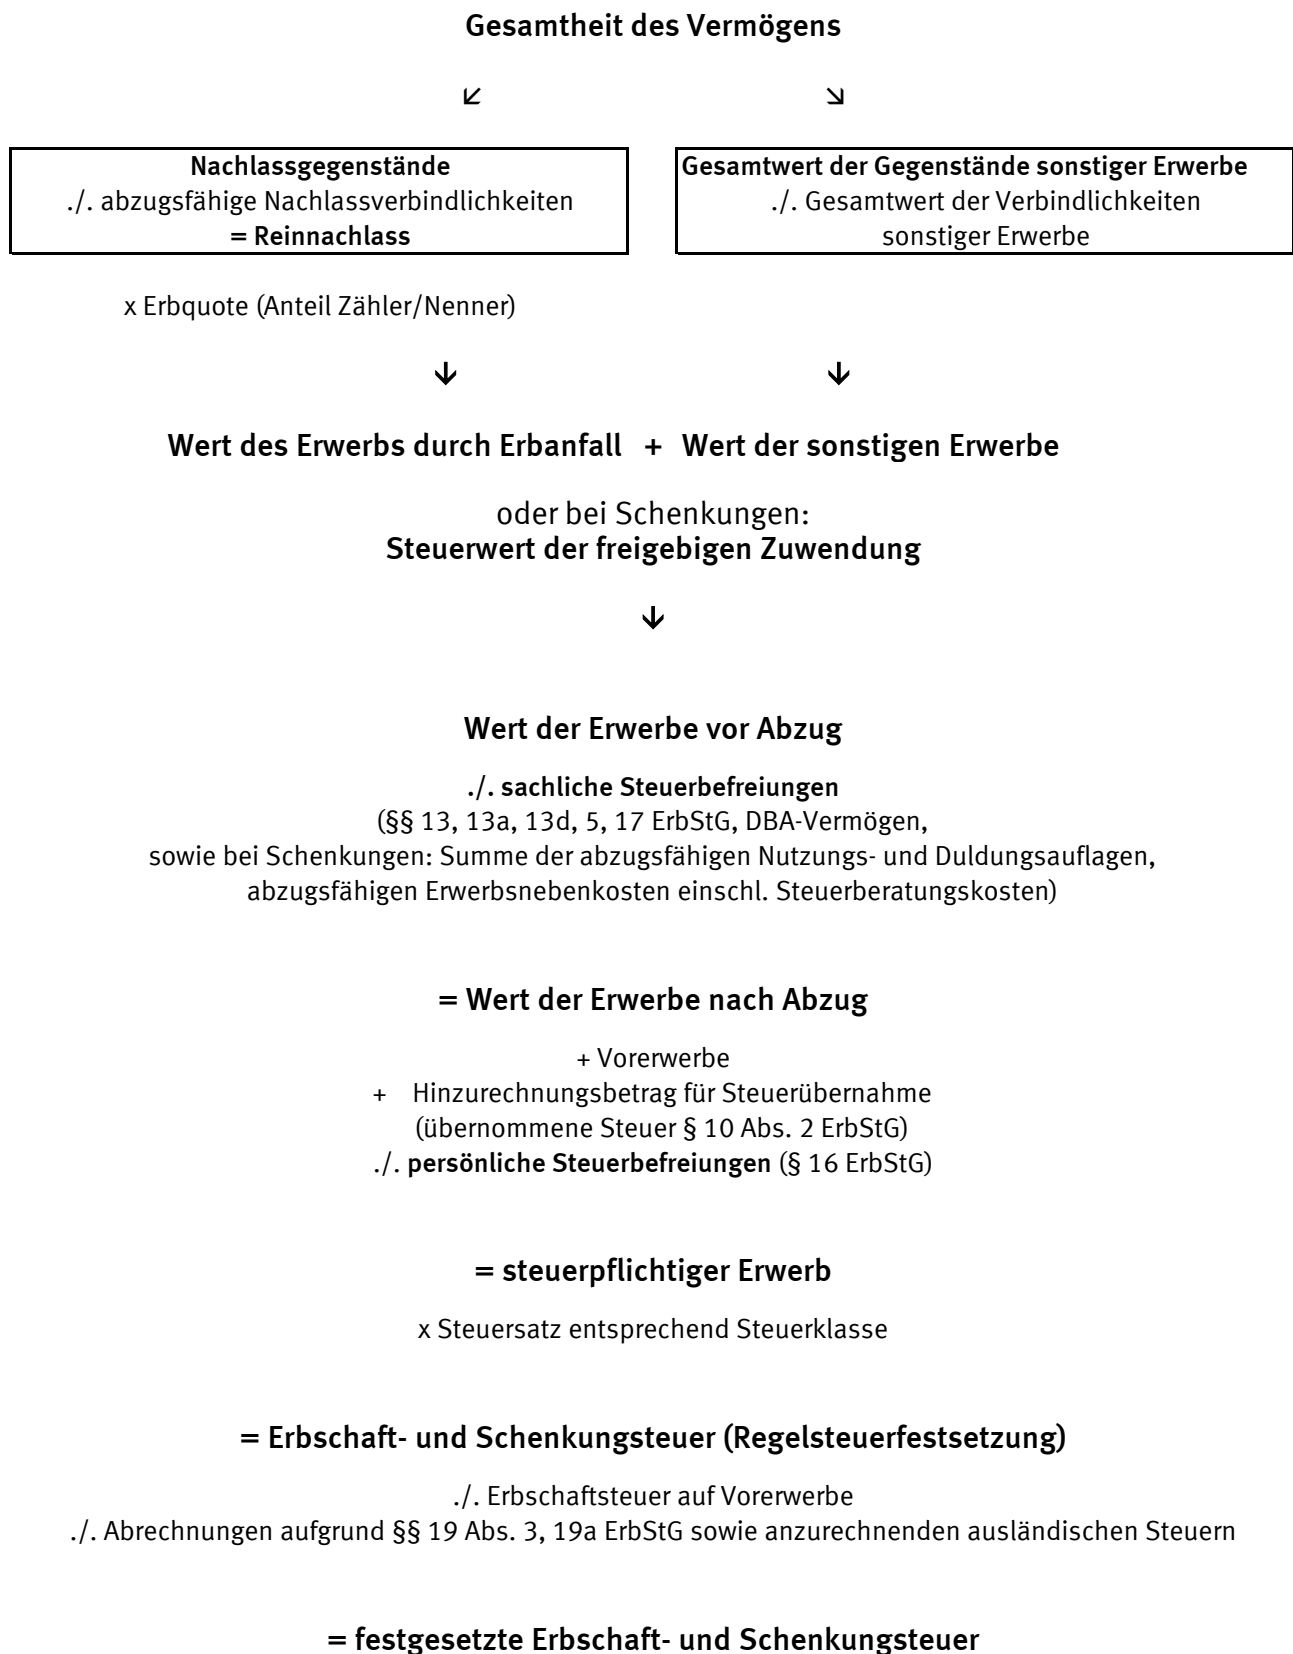 Gesamtheit des Vermögens
🡗 🡖
Nachlassgegenstände
./. abzugsfähige Nachlassverbindlichkeiten
= Reinnachlass
Gesamtwert der Gegenstände sonstiger Erwerbe
./. Gesamtwert der Verbindlichkeiten
sonstiger Erwerbe
x Erbquote (Anteil Zähler/Nenner)
🡓 🡓
Wert des Erwerbs durch Erbanfall + Wert der sonstigen Erwerbe
oder bei Schenkungen:
Steuerwert der freigebigen Zuwendung
🡓
Wert der Erwerbe vor Abzug
./. sachliche Steuerbefreiungen
(§§ 13, 13a, 13d, 5, 17 ErbStG, DBA-Vermögen,
sowie bei Schenkungen: Summe der abzugsfähigen Nutzungs- und Duldungsauflagen,
abzugsfähigen Erwerbsnebenkosten einschl. Steuerberatungskosten)
= Wert der Erwerbe nach Abzug
+ Vorerwerbe
+ Hinzurechnungsbetrag für Steuerübernahme
(übernommene Steuer § 10 Abs. 2 ErbStG)
./. persönliche Steuerbefreiungen (§ 16 ErbStG)
= steuerpflichtiger Erwerb
x Steuersatz entsprechend Steuerklasse
= Erbschaft- und Schenkungsteuer (Regelsteuerfestsetzung)
./. Erbschaftsteuer auf Vorerwerbe
./. Abrechnungen aufgrund §§ 19 Abs. 3, 19a ErbStG sowie anzurechnenden ausländischen Steuern
= festgesetzte Erbschaft- und Schenkungsteuer